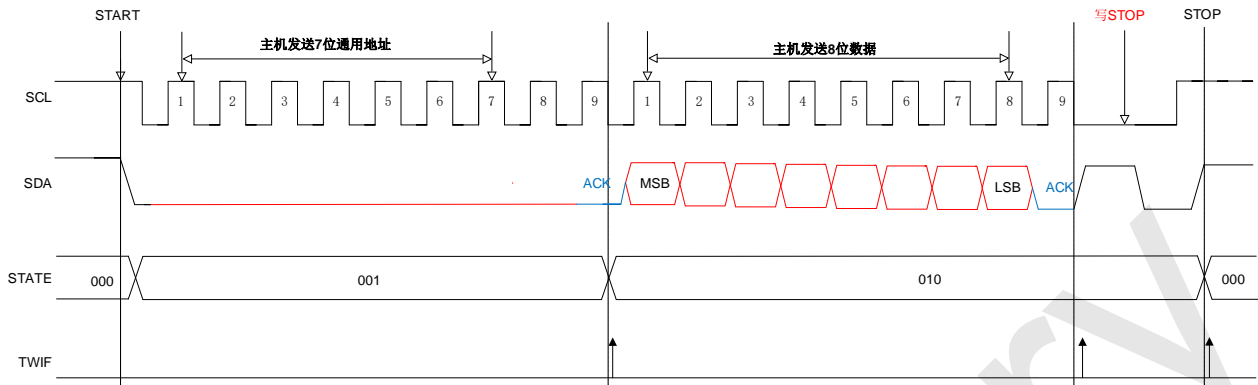 START
写STOP
STOP
主机发送7位通用地址
主机发送8位数据
SCL
1 2 3 4 5 6 7 8 9 1 2 3 4 5 6 7 8 9
SDA
ACK MSB LSB ACK
STATE
000 001 010 000
TWIF